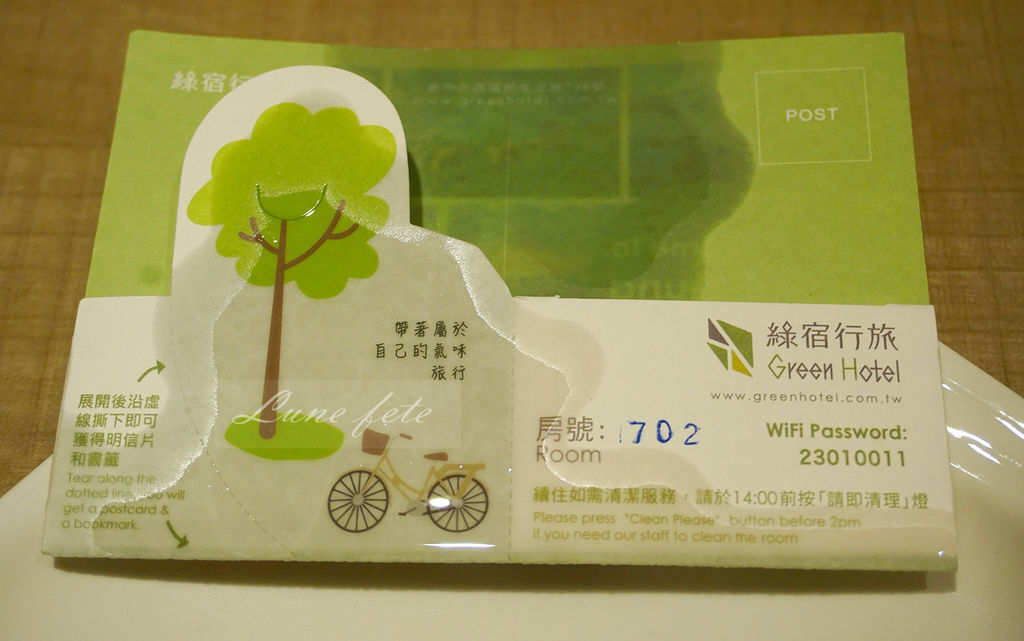 綠宿行
www.greenhotel.com.tw
POST
帶著屬於
自己的氣味
旅行
綠宿行旅
Green Hotel
www.greenhotel.com.tw
展開後沿虛
線撕下即可
獲得明信片
和書籤
Tear along the
dotted line, you will
get a postcard &
a bookmark.
Lune fete
房號: 1702
Room
WiFi Password:
23010011
續住如需清潔服務，請於14:00前按「請即清理」燈
Please press "Clean Please" button before 2pm
if you need our staff to clean the room